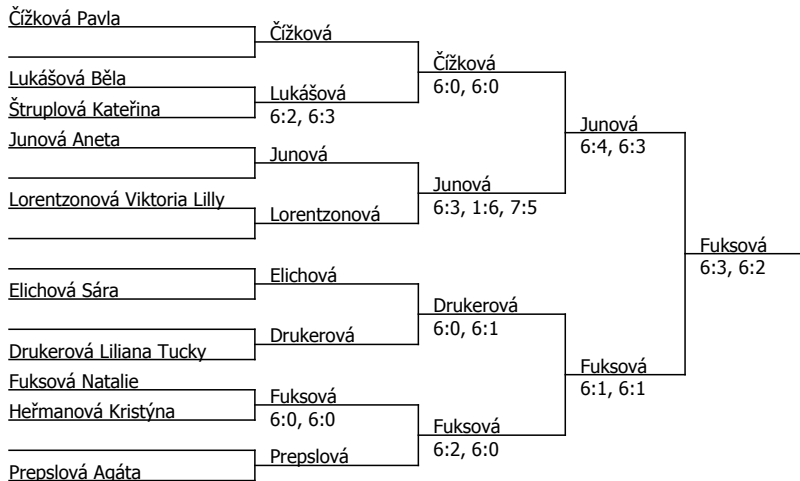 Čížková Pavla
Čížková
Čížková
6:0, 6:0
Lukášová Běla
Lukášová
6:2, 6:3
Štruplová Kateřina
Junová
6:4, 6:3
Junová Aneta
Junová
Junová
6:3, 1:6, 7:5
Lorentzonová Viktoria Lilly
Lorentzonová
Fuksová
6:3, 6:2
Elichová
Elichová Sára
Drukerová
6:0, 6:1
Drukerová
Drukerová Liliana Tucky
Fuksová
6:1, 6:1
Fuksová Natalie
Fuksová
6:0, 6:0
Heřmanová Kristýna
Fuksová
6:2, 6:0
Prepslová
Prepslová Agáta